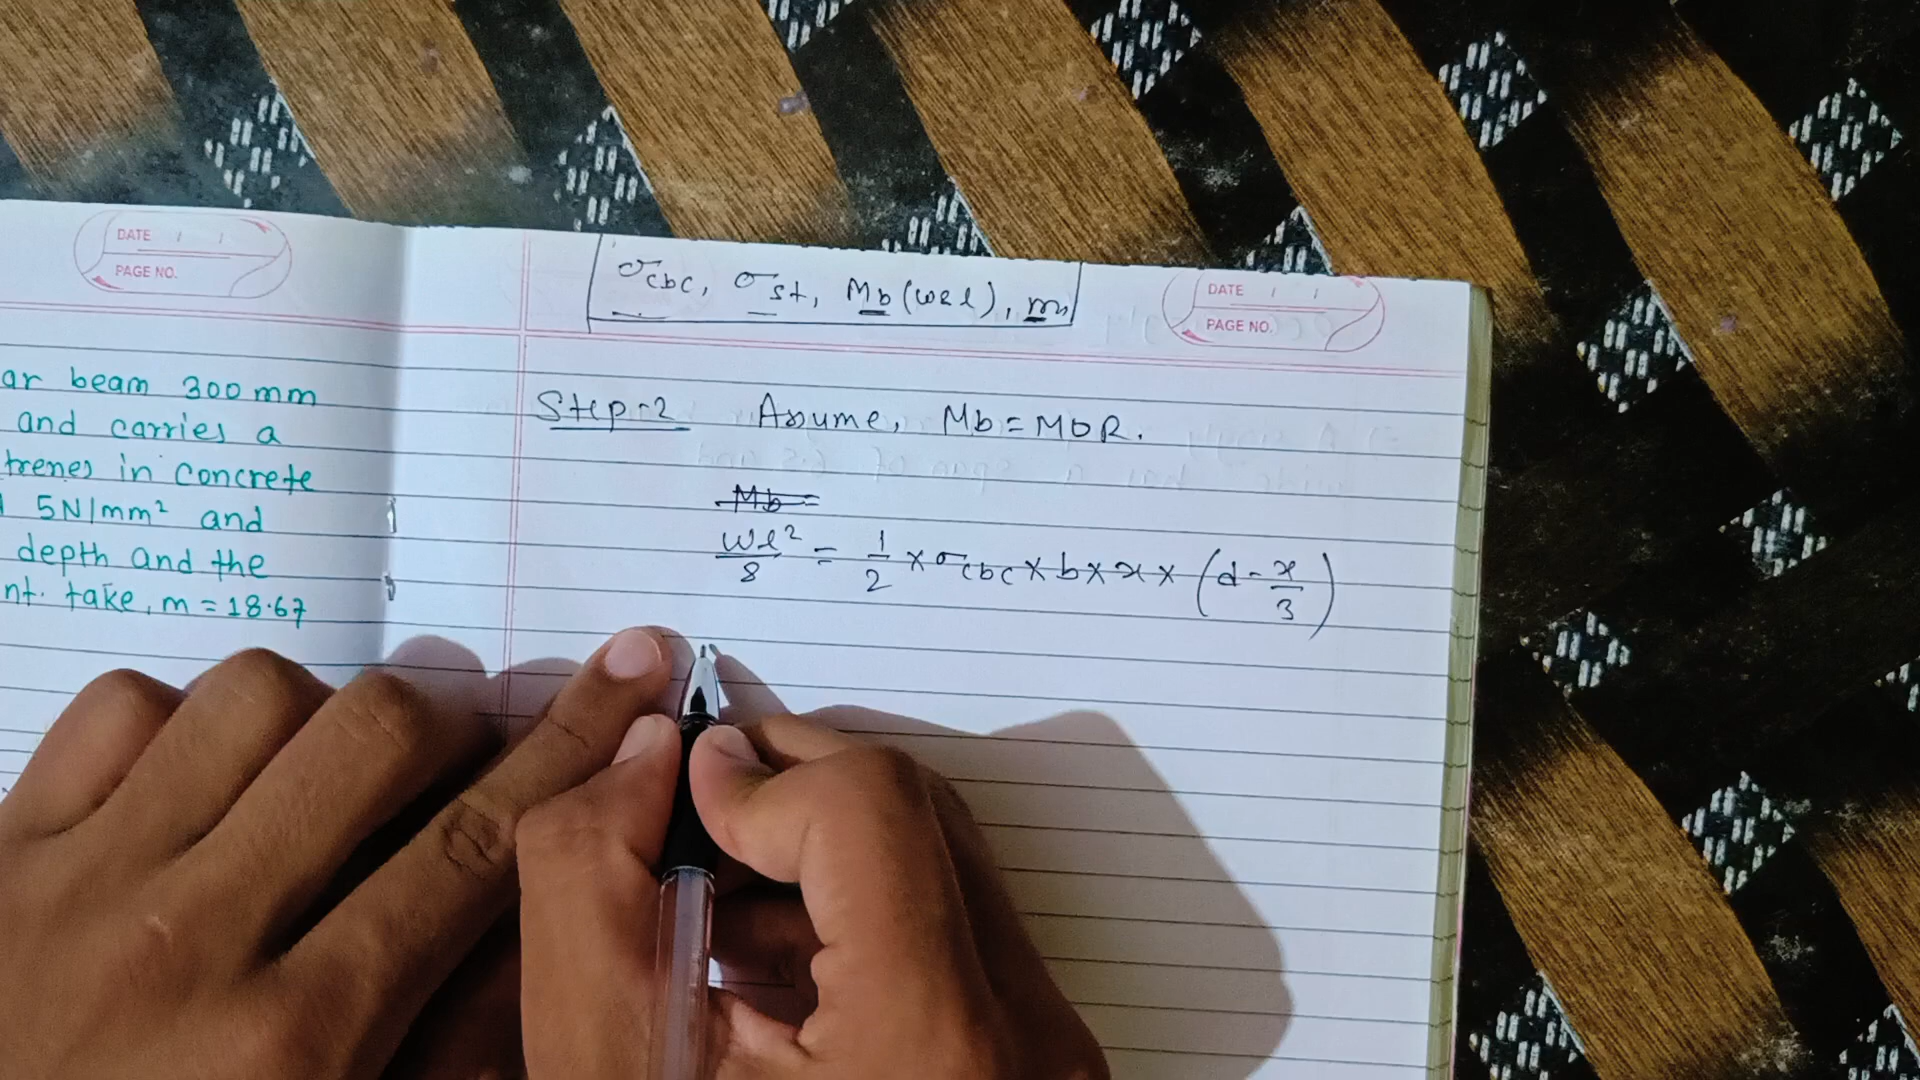 DATE / /
PAGE NO.
ar beam 300 mm
and carries a
in concrete
5N/mm² and
depth and the
nt. take, m = 18.67
σcbc, σst, Mb (w&l), m
DATE / /
PAGE NO.
Step-2 Assume, Mb = MOR.
Mb =
wl²/8 = 1/2 × σcbc × b × x × (d - x/3)